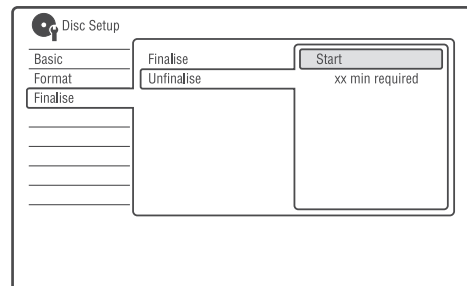 Disc Setup
Basic
Format
Finalise
Finalise
Unfinalise
Start
xx min required